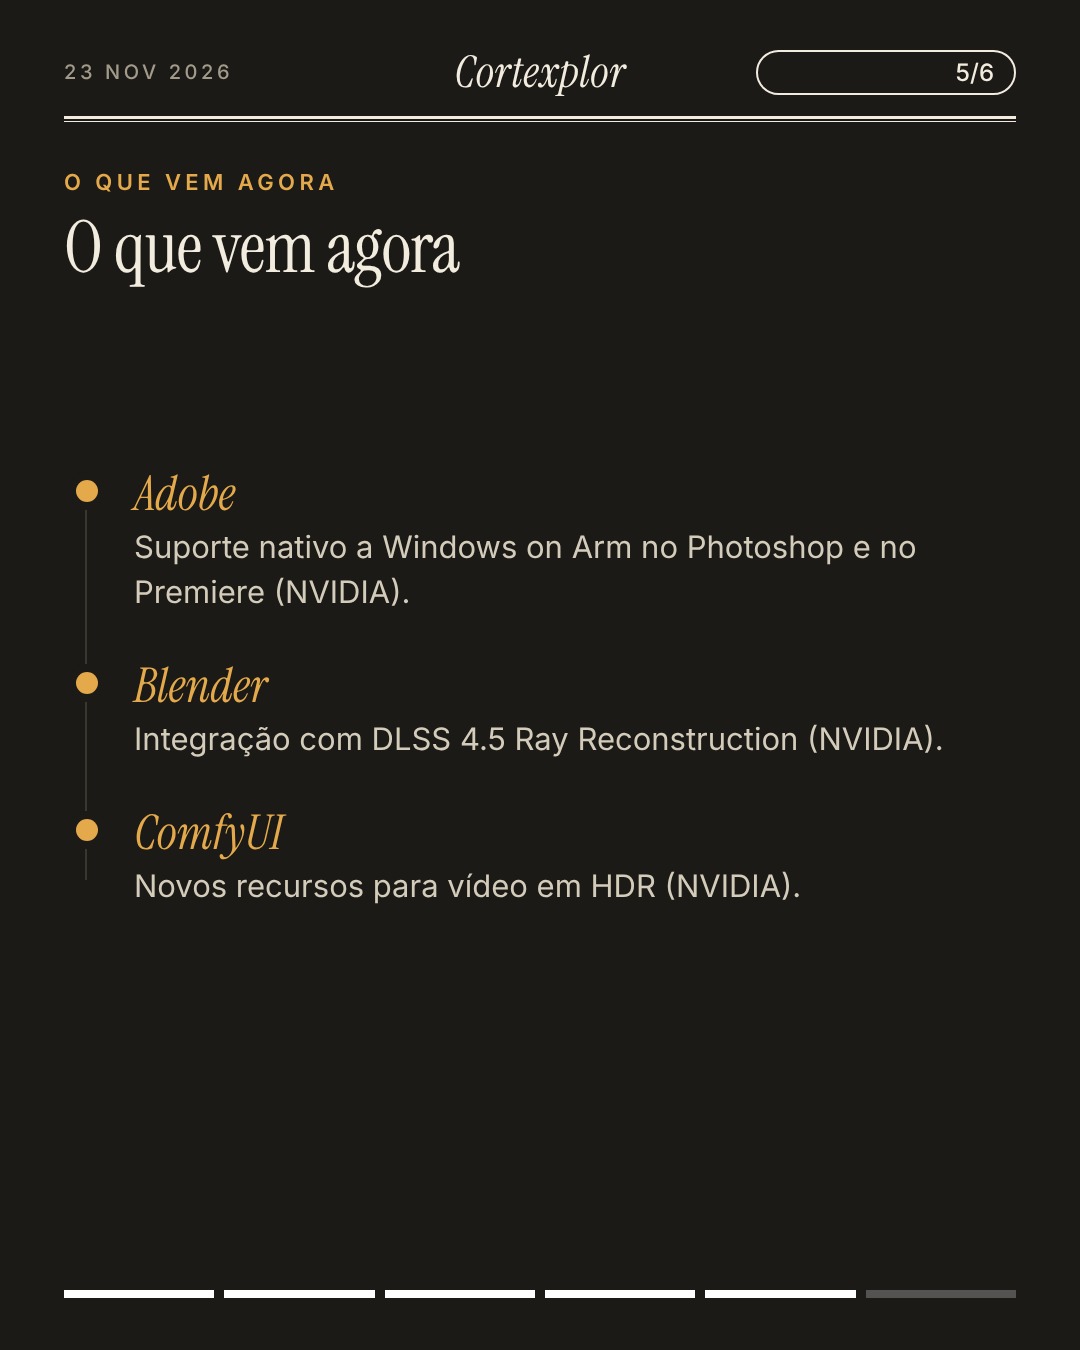 23 NOV 2026
Cortexplor
5/6
O QUE VEM AGORA
O que vem agora
Adobe
Suporte nativo a Windows on Arm no Photoshop e no
Premiere (NVIDIA).
Blender
Integração com DLSS 4.5 Ray Reconstruction (NVIDIA).
ComfyUI
Novos recursos para vídeo em HDR (NVIDIA).